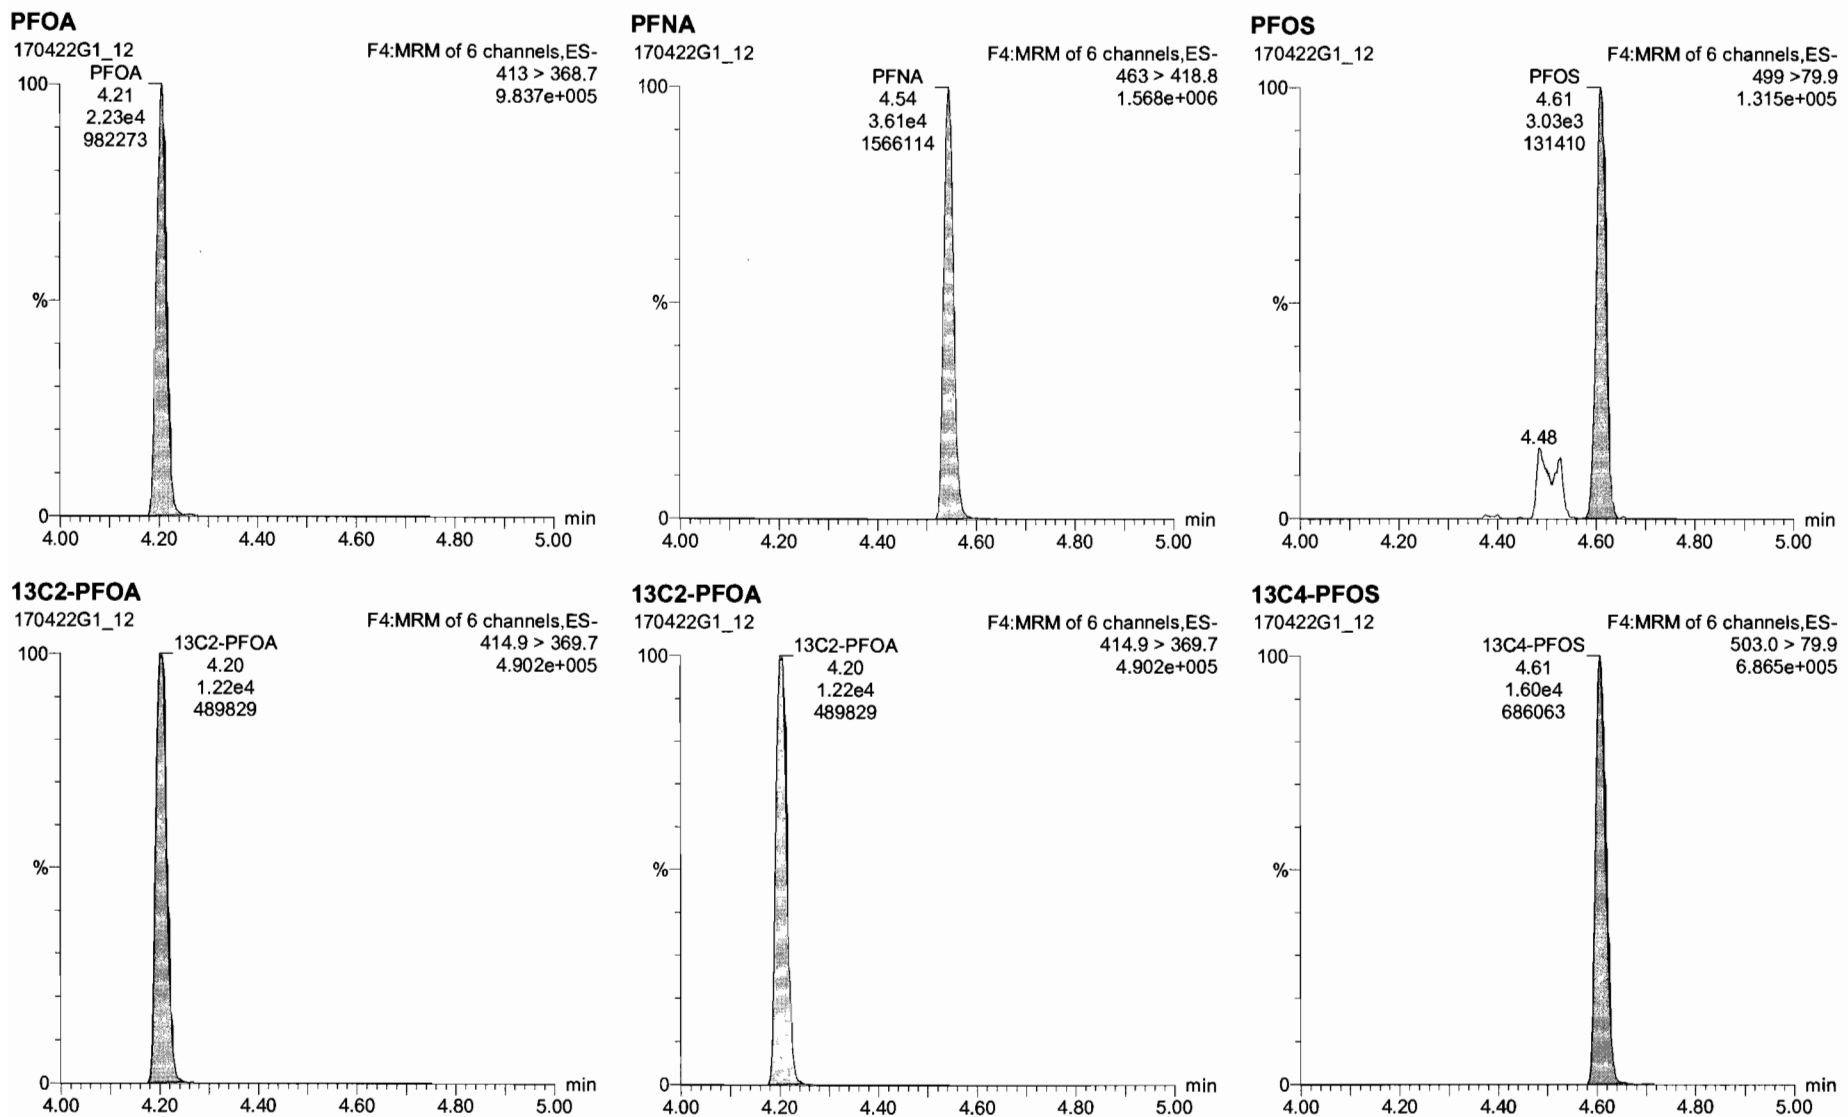 PFOA
170422G1_12
F4:MRM of 6 channels,ES-
413 > 368.7
9.837e+005
PFOA
4.21
2.23e4
982273
100
%
0
4.00 4.20 4.40 4.60 4.80 5.00
min
PFNA
170422G1_12
F4:MRM of 6 channels,ES-
463 > 418.8
1.568e+006
PFNA
4.54
3.61e4
1566114
100
%
0
4.00 4.20 4.40 4.60 4.80 5.00
min
PFOS
170422G1_12
F4:MRM of 6 channels,ES-
499 >79.9
1.315e+005
PFOS
4.61
3.03e3
131410
100
%
4.48
0
4.00 4.20 4.40 4.60 4.80 5.00
min
13C2-PFOA
170422G1_12
F4:MRM of 6 channels,ES-
414.9 > 369.7
4.902e+005
13C2-PFOA
4.20
1.22e4
489829
100
%
0
4.00 4.20 4.40 4.60 4.80 5.00
min
13C2-PFOA
170422G1_12
F4:MRM of 6 channels,ES-
414.9 > 369.7
4.902e+005
13C2-PFOA
4.20
1.22e4
489829
100
%
0
4.00 4.20 4.40 4.60 4.80 5.00
min
13C4-PFOS
170422G1_12
F4:MRM of 6 channels,ES-
503.0 > 79.9
6.865e+005
13C4-PFOS
4.61
1.60e4
686063
100
%
0
4.00 4.20 4.40 4.60 4.80 5.00
min